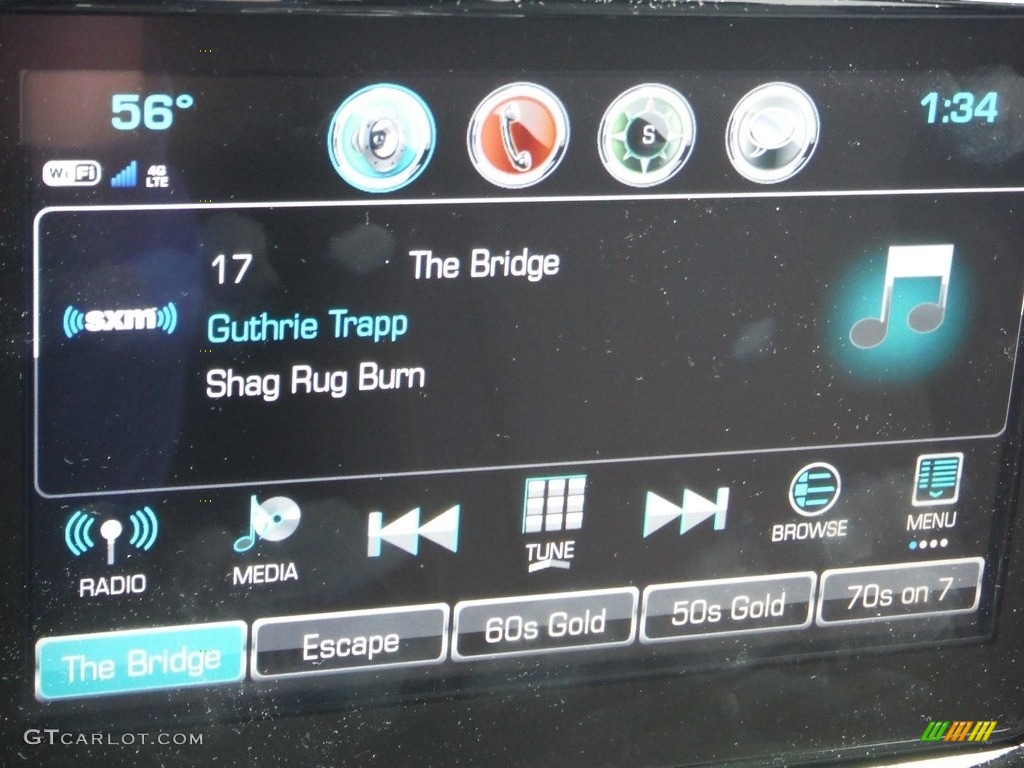 56° 1:34
WiFi 4G LTE
S
17 The Bridge
sxm
Guthrie Trapp
Shag Rug Burn
RADIO MEDIA TUNE BROWSE MENU
The Bridge Escape 60s Gold 50s Gold 70s on 7
GTCARLOT.COM